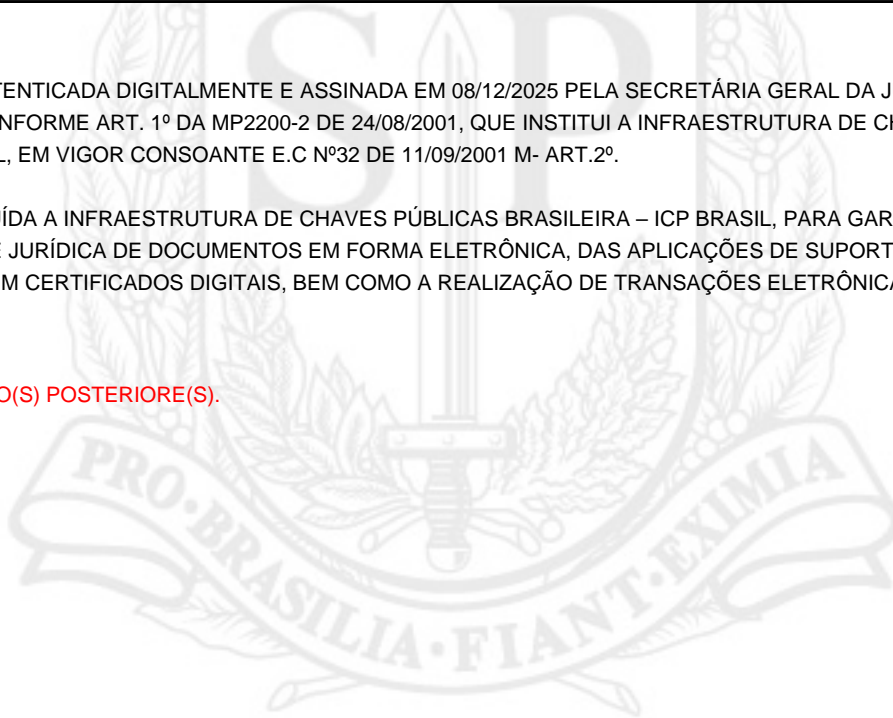 TENTICADA DIGITALMENTE E ASSINADA EM 08/12/2025 PELA SECRETÁRIA GERAL DA J
NFORME ART. 1º DA MP2200-2 DE 24/08/2001, QUE INSTITUI A INFRAESTRUTURA DE CH
L, EM VIGOR CONSOANTE E.C Nº32 DE 11/09/2001 M- ART.2º.
UÍDA A INFRAESTRUTURA DE CHAVES PÚBLICAS BRASILEIRA – ICP BRASIL, PARA GAR
E JURÍDICA DE DOCUMENTOS EM FORMA ELETRÔNICA, DAS APLICAÇÕES DE SUPORT
M CERTIFICADOS DIGITAIS, BEM COMO A REALIZAÇÃO DE TRANSAÇÕES ELETRÔNICA
O(S) POSTERIORE(S).
SP
PRO·BRASILIA·FIANT·EXIMIA